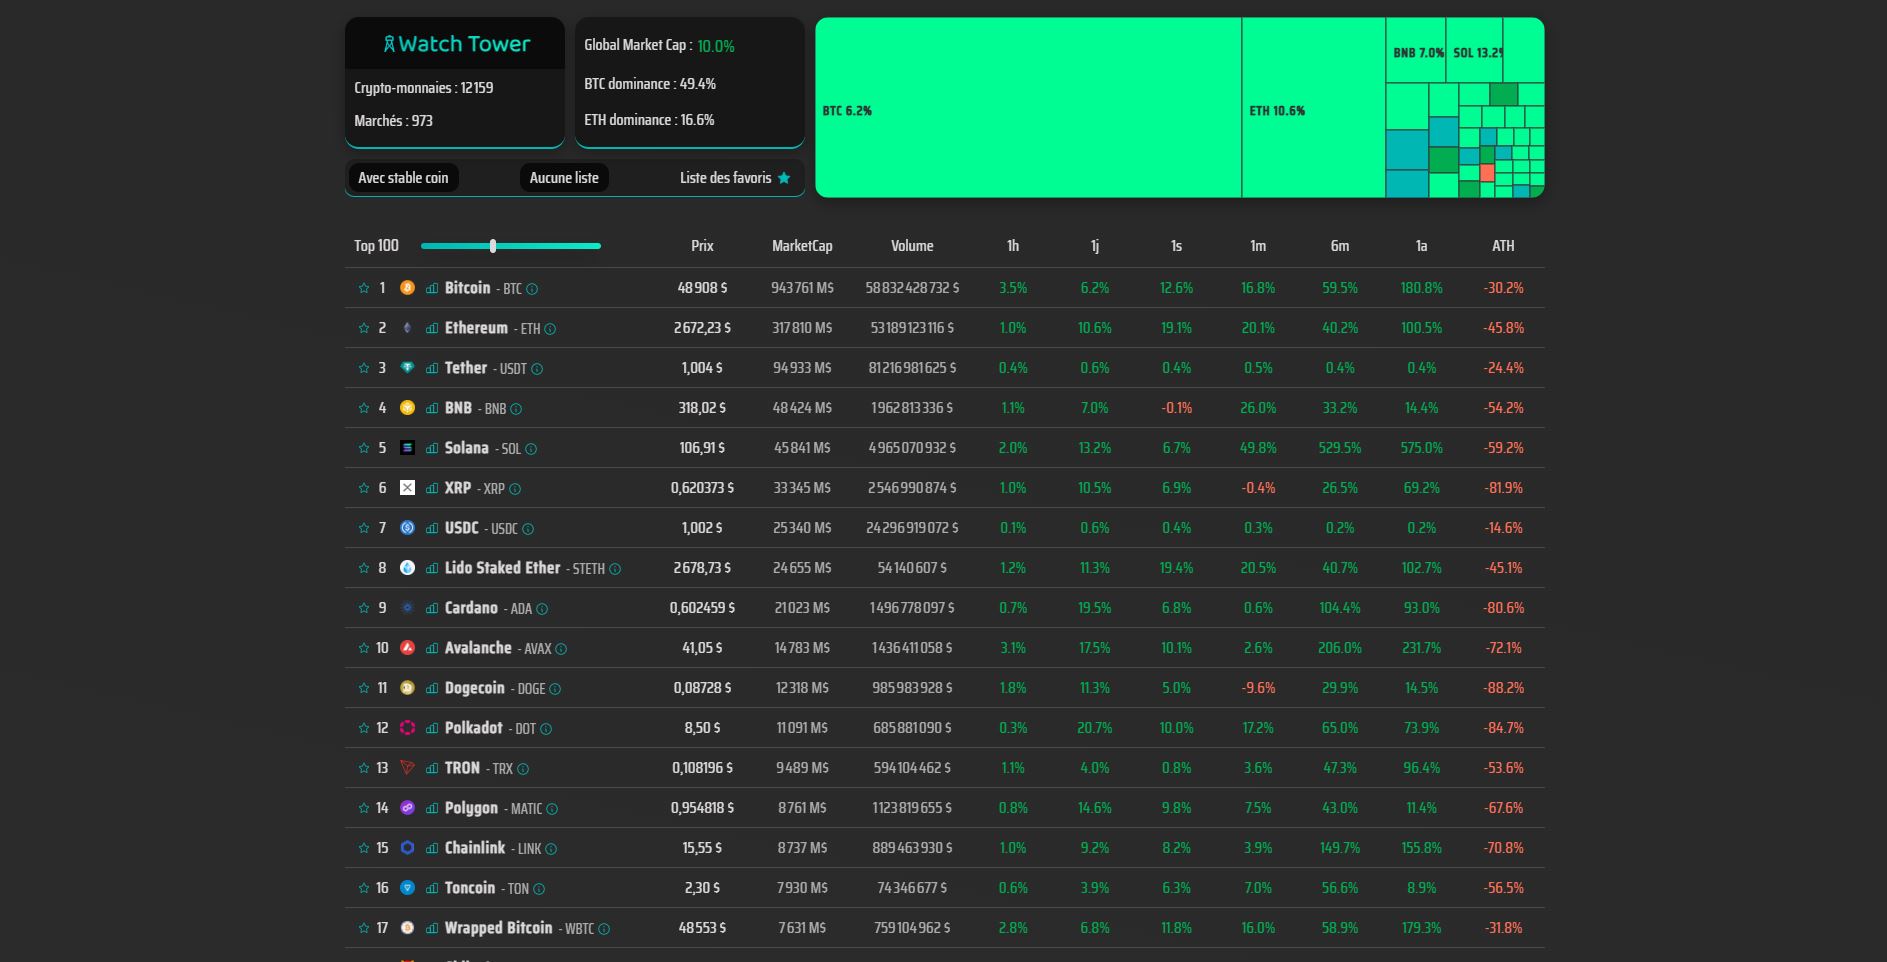 Watch Tower
Crypto-monnaies : 12159
Marchés : 973
Global Market Cap : 10.0%
BTC dominance : 49.4%
ETH dominance : 16.6%
Avec stable coin Aucune liste Liste des favoris
BTC 6.2%
ETH 10.6%
BNB 7.0%
SOL 13.2%
Top 100 Prix MarketCap Volume 1h 1j 1s 1m 6m 1a ATH
1 Bitcoin - BTC 48 908 $ 943 761 M$ 58 832 428 732 $ 3.5% 6.2% 12.6% 16.8% 59.5% 180.8% -30.2%
2 Ethereum - ETH 2 672,23 $ 317 810 M$ 53 189 123 116 $ 1.0% 10.6% 19.1% 20.1% 40.2% 100.5% -45.8%
3 Tether - USDT 1,004 $ 94 933 M$ 81 216 981 625 $ 0.4% 0.6% 0.4% 0.5% 0.4% 0.4% -24.4%
4 BNB - BNB 318,02 $ 48 424 M$ 1 962 813 336 $ 1.1% 7.0% -0.1% 26.0% 33.2% 14.4% -54.2%
5 Solana - SOL 106,91 $ 45 841 M$ 4 965 070 932 $ 2.0% 13.2% 6.7% 49.8% 529.5% 575.0% -59.2%
6 XRP - XRP 0,620373 $ 33 345 M$ 2 546 990 874 $ 1.0% 10.5% 6.9% -0.4% 26.5% 69.2% -81.9%
7 USDC - USDC 1,002 $ 25 340 M$ 24 296 919 072 $ 0.1% 0.6% 0.4% 0.3% 0.2% 0.2% -14.6%
8 Lido Staked Ether - STETH 2 678,73 $ 24 655 M$ 54 140 607 $ 1.2% 11.3% 19.4% 20.5% 40.7% 102.7% -45.1%
9 Cardano - ADA 0,602459 $ 21 023 M$ 1 496 778 097 $ 0.7% 19.5% 6.8% 0.6% 104.4% 93.0% -80.6%
10 Avalanche - AVAX 41,05 $ 14 783 M$ 1 436 411 058 $ 3.1% 17.5% 10.1% 2.6% 206.0% 231.7% -72.1%
11 Dogecoin - DOGE 0,08728 $ 12 318 M$ 985 983 928 $ 1.8% 11.3% 5.0% -9.6% 29.9% 14.5% -88.2%
12 Polkadot - DOT 8,50 $ 11 091 M$ 685 881 090 $ 0.3% 20.7% 10.0% 17.2% 65.0% 73.9% -84.7%
13 TRON - TRX 0,108196 $ 9 489 M$ 594 104 462 $ 1.1% 4.0% 0.8% 3.6% 47.3% 96.4% -53.6%
14 Polygon - MATIC 0,954818 $ 8 761 M$ 1 123 819 655 $ 0.8% 14.6% 9.8% 7.5% 43.0% 11.4% -67.6%
15 Chainlink - LINK 15,55 $ 8 737 M$ 889 463 930 $ 1.0% 9.2% 8.2% 3.9% 149.7% 155.8% -70.8%
16 Toncoin - TON 2,30 $ 7 930 M$ 74 346 677 $ 0.6% 3.9% 6.3% 7.0% 56.6% 8.9% -56.5%
17 Wrapped Bitcoin - WBTC 48 553 $ 7 631 M$ 759 104 962 $ 2.8% 6.8% 11.8% 16.0% 58.9% 179.3% -31.8%